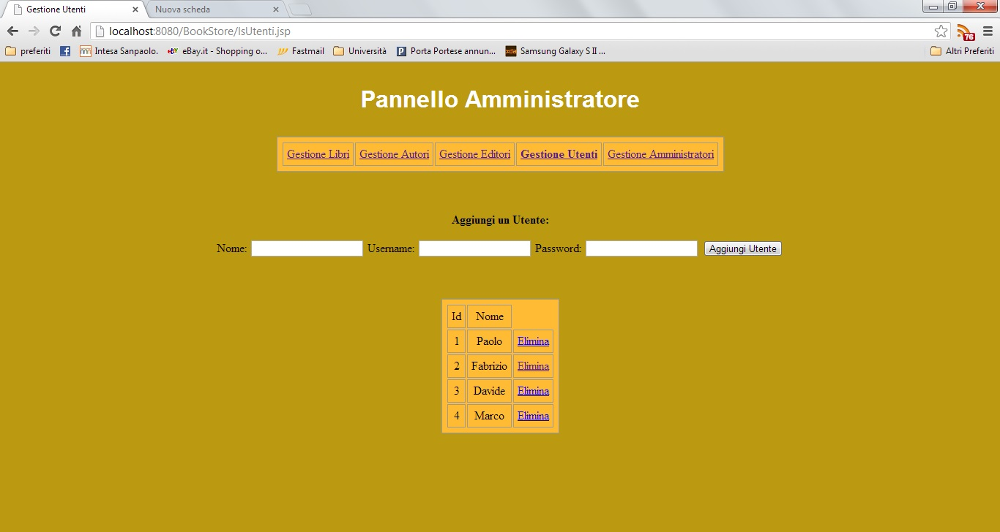 Gestione Utenti
Nuova scheda
localhost:8080/BookStore/lsUtenti.jsp
76
preferiti
Intesa Sanpaolo.
ebY eBay.it - Shopping o...
Fastmail
Università
P Porta Portese annun...
xda Samsung Galaxy S II ...
Altri Preferiti
Pannello Amministratore
Gestione Libri Gestione Autori Gestione Editori Gestione Utenti Gestione Amministratori
Aggiungi un Utente:
Nome: Username: Password: Aggiungi Utente
Id Nome
1 Paolo Elimina
2 Fabrizio Elimina
3 Davide Elimina
4 Marco Elimina